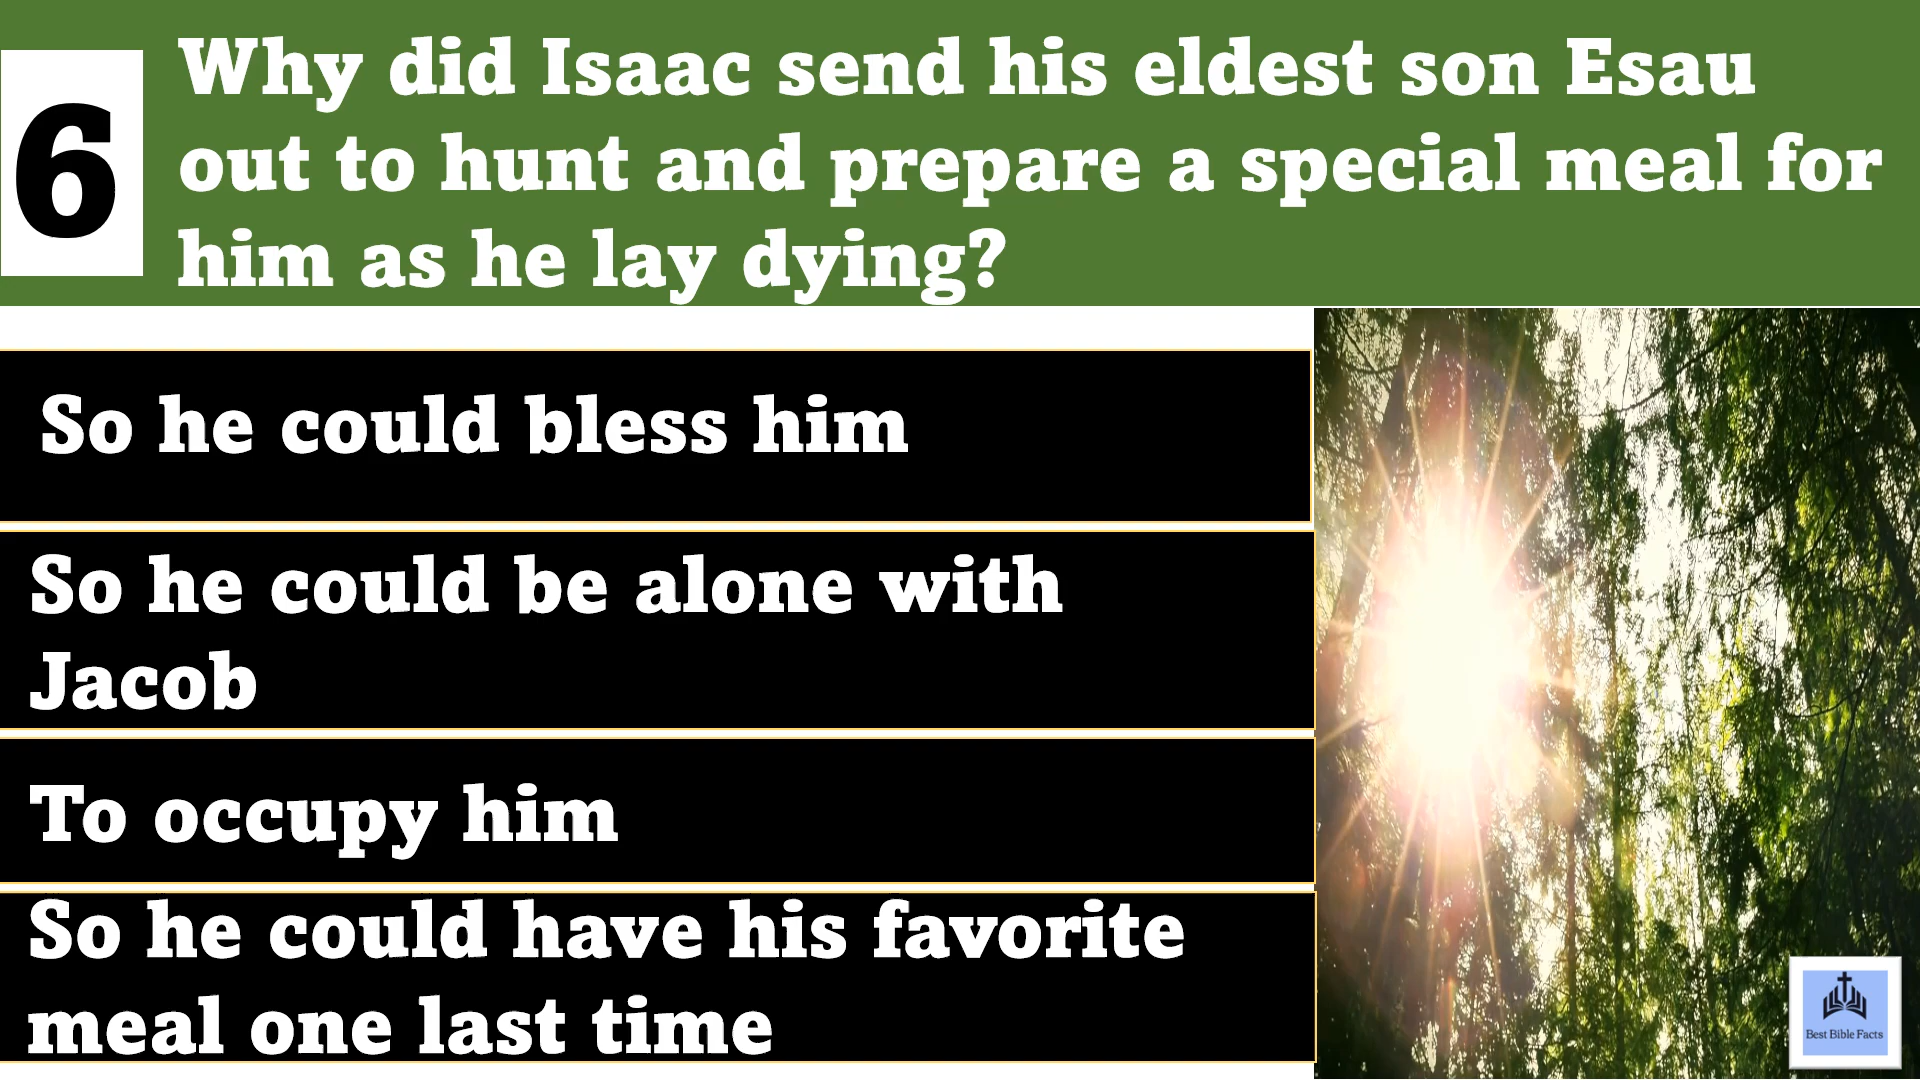 6
Why did Isaac send his eldest son Esau
out to hunt and prepare a special meal for
him as he lay dying?
So he could bless him
So he could be alone with
Jacob
To occupy him
So he could have his favorite
meal one last time
Best Bible Facts